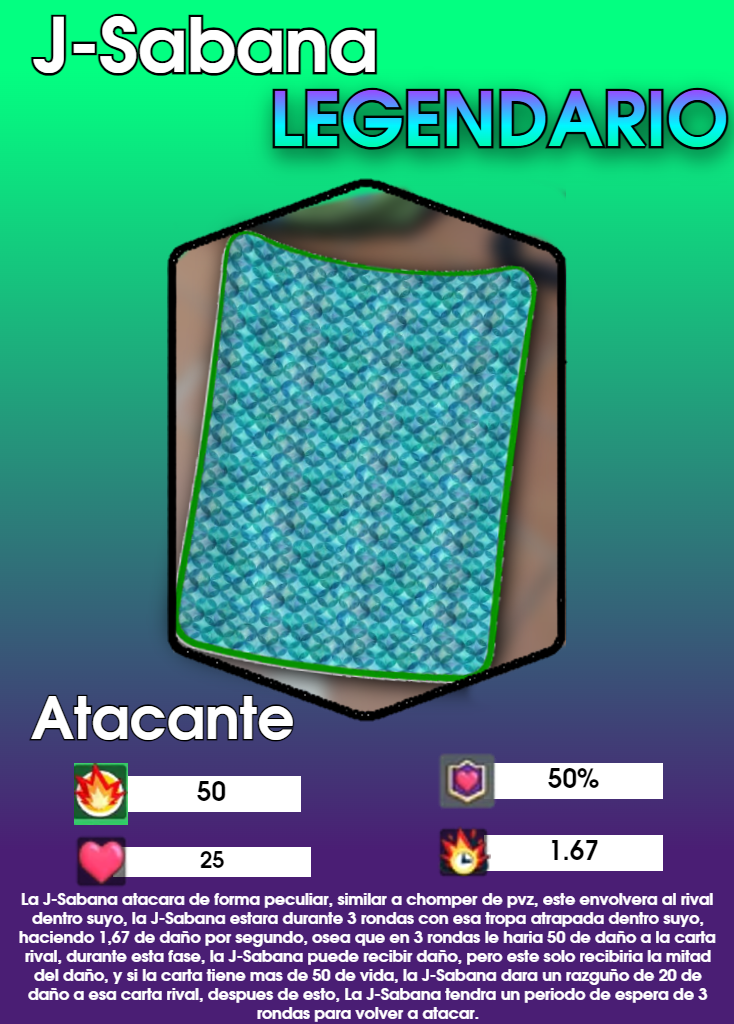 J-Sabana
LEGENDARIO
Atacante
50
50%
25
1.67
La J-Sabana atacara de forma peculiar, similar a chomper de pvz, este envolvera al rival
dentro suyo, la J-Sabana estara durante 3 rondas con esa tropa atrapada dentro suyo,
haciendo 1,67 de daño por segundo, osea que en 3 rondas le haria 50 de daño a la carta
rival, durante esta fase, la J-Sabana puede recibir daño, pero este solo recibiria la mitad
del daño, y si la carta tiene mas de 50 de vida, la J-Sabana dara un razguño de 20 de
daño a esa carta rival, despues de esto, La J-Sabana tendra un periodo de espera de 3
rondas para volver a atacar.